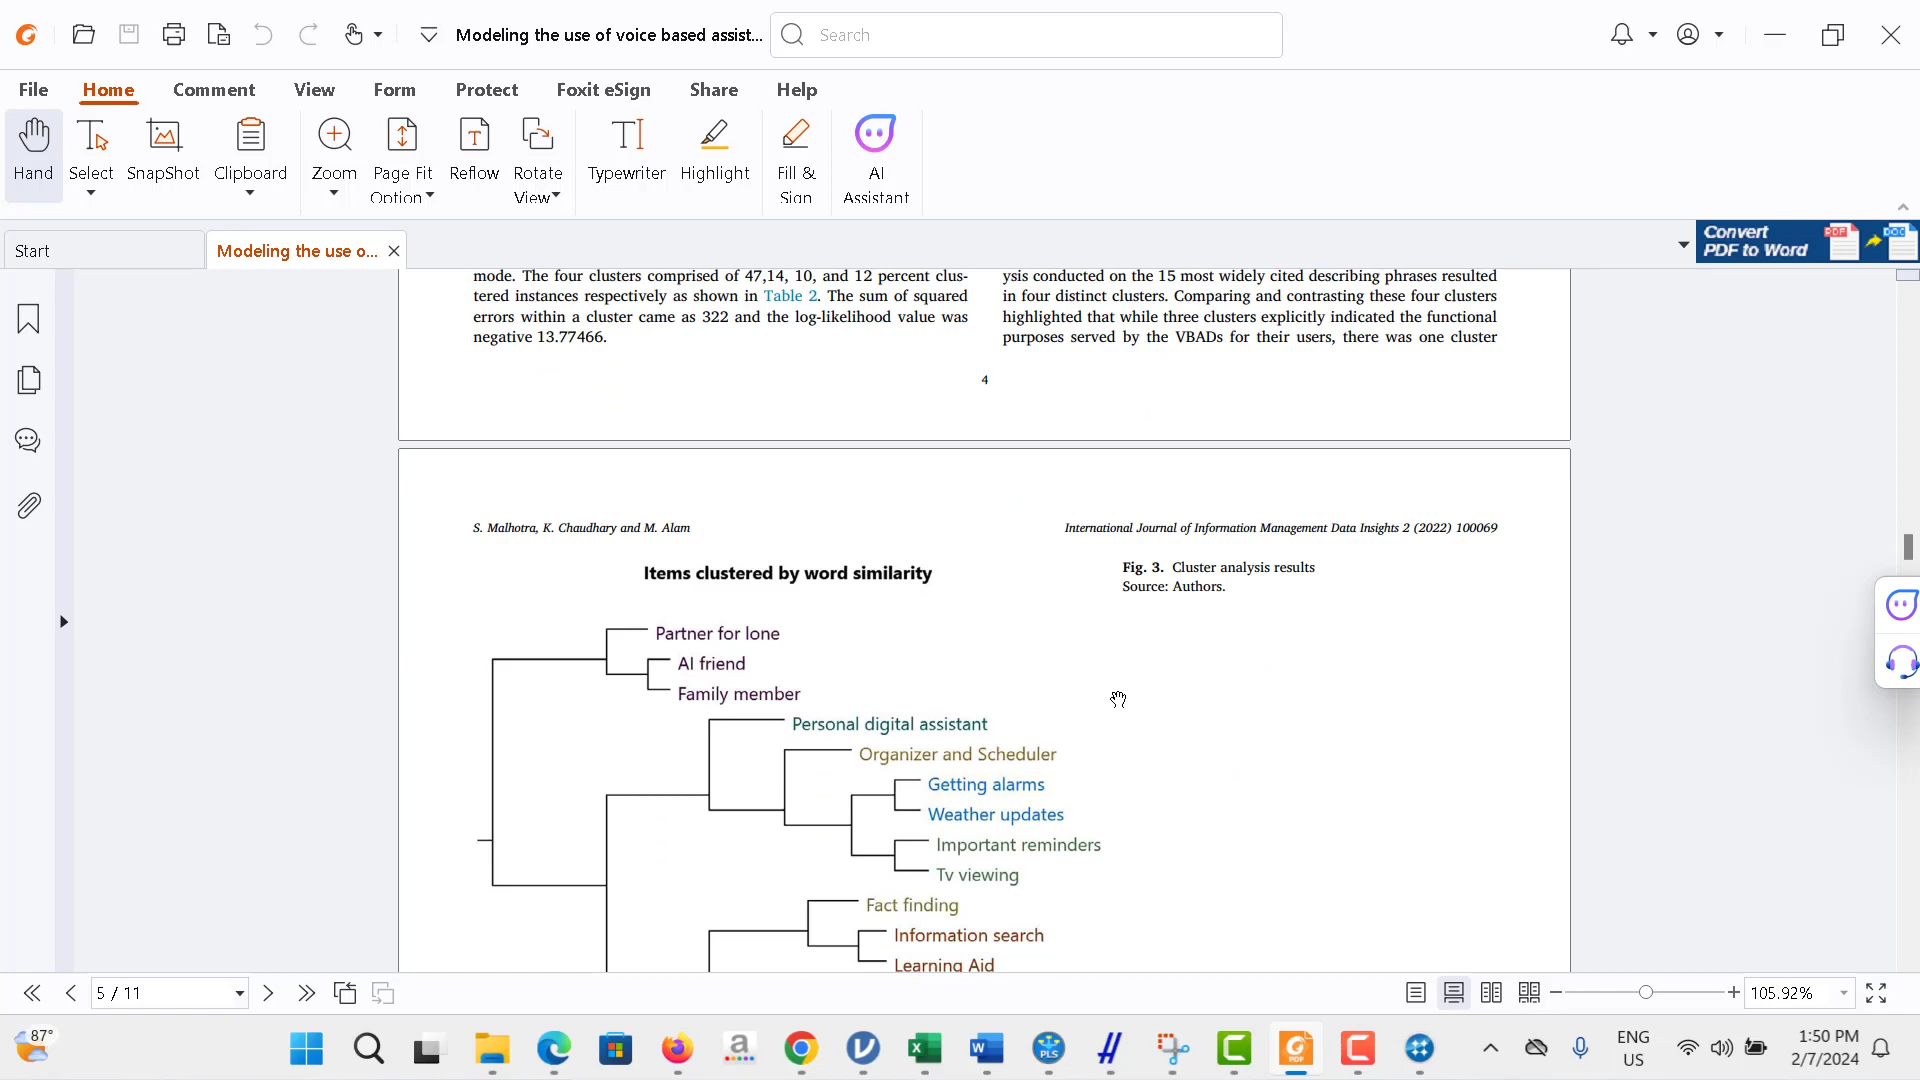 Modeling the use of voice based assist...
Search
File
Home
Comment
View
Form
Protect
Foxit eSign
Share
Help
Hand
Select
SnapShot
Clipboard
Zoom
Page Fit
Option
Reflow
Rotate
View
Typewriter
Highlight
Fill &
Sign
AI
Assistant
Start
Modeling the use o...
Convert
PDF to Word
PDF
DOC
mode. The four clusters comprised of 47,14, 10, and 12 percent clus-
tered instances respectively as shown in Table 2. The sum of squared
errors within a cluster came as 322 and the log-likelihood value was
negative 13.77466.
ysis conducted on the 15 most widely cited describing phrases resulted
in four distinct clusters. Comparing and contrasting these four clusters
highlighted that while three clusters explicitly indicated the functional
purposes served by the VBADs for their users, there was one cluster
4
S. Malhotra, K. Chaudhary and M. Alam
International Journal of Information Management Data Insights 2 (2022) 100069
Items clustered by word similarity
Fig. 3. Cluster analysis results
Source: Authors.
Partner for lone
AI friend
Family member
Personal digital assistant
Organizer and Scheduler
Getting alarms
Weather updates
Important reminders
Tv viewing
Fact finding
Information search
Learning Aid
5 / 11
105.92%
87°
PLS
PDF
ENG
US
1:50 PM
2/7/2024